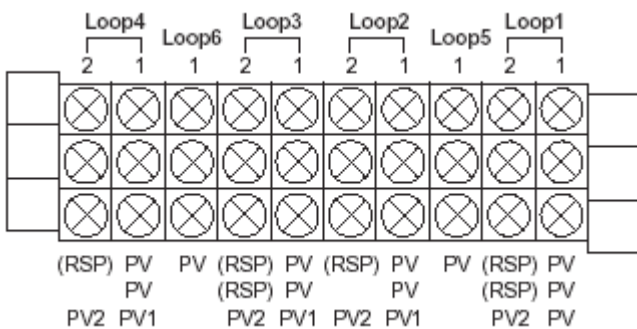 Loop4 Loop6 Loop3 Loop2 Loop5 Loop1
2 1 1 2 1 2 1 1 2 1
(RSP) PV PV (RSP) PV (RSP) PV PV (RSP) PV
PV (RSP) PV PV (RSP) PV
PV2 PV1 PV2 PV1 PV2 PV1 PV2 PV